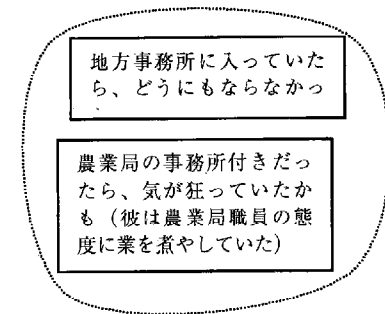 地方事務所に入っていた
ら、どうにもならなかっ
農業局の事務所付きだっ
たら、気が狂っていたか
も（彼は農業局職員の態
度に業を煮やしていた）